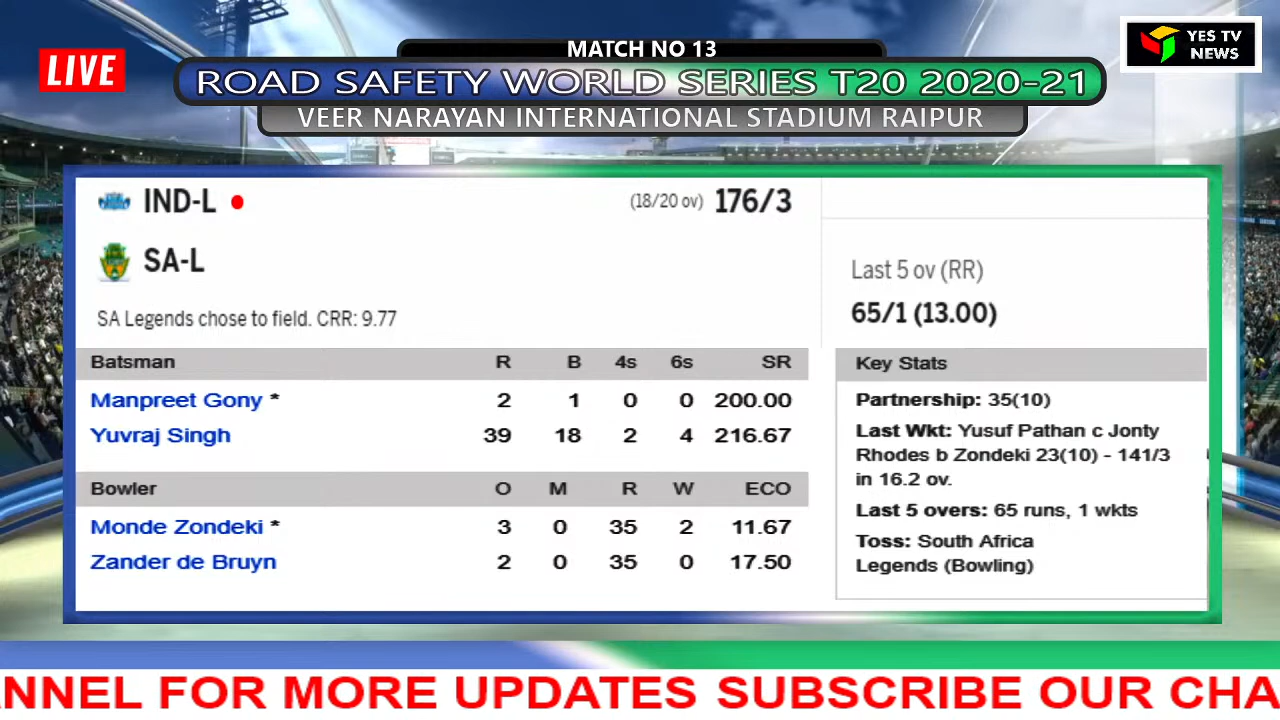 MATCH NO 13
LIVE
ROAD SAFETY WORLD SERIES T20 2020-21
VEER NARAYAN INTERNATIONAL STADIUM RAIPUR
YES TV
NEWS
IND-L (18/20 ov) 176/3
SA-L
SA Legends chose to field. CRR: 9.77
Last 5 ov (RR)
65/1 (13.00)
Batsman R B 4s 6s SR
Manpreet Gony * 2 1 0 0 200.00
Yuvraj Singh 39 18 2 4 216.67
Bowler O M R W ECO
Monde Zondeki * 3 0 35 2 11.67
Zander de Bruyn 2 0 35 0 17.50
Key Stats
Partnership: 35(10)
Last Wkt: Yusuf Pathan c Jonty
Rhodes b Zondeki 23(10) - 141/3
in 16.2 ov.
Last 5 overs: 65 runs, 1 wkts
Toss: South Africa
Legends (Bowling)
NNEL FOR MORE UPDATES SUBSCRIBE OUR CHA